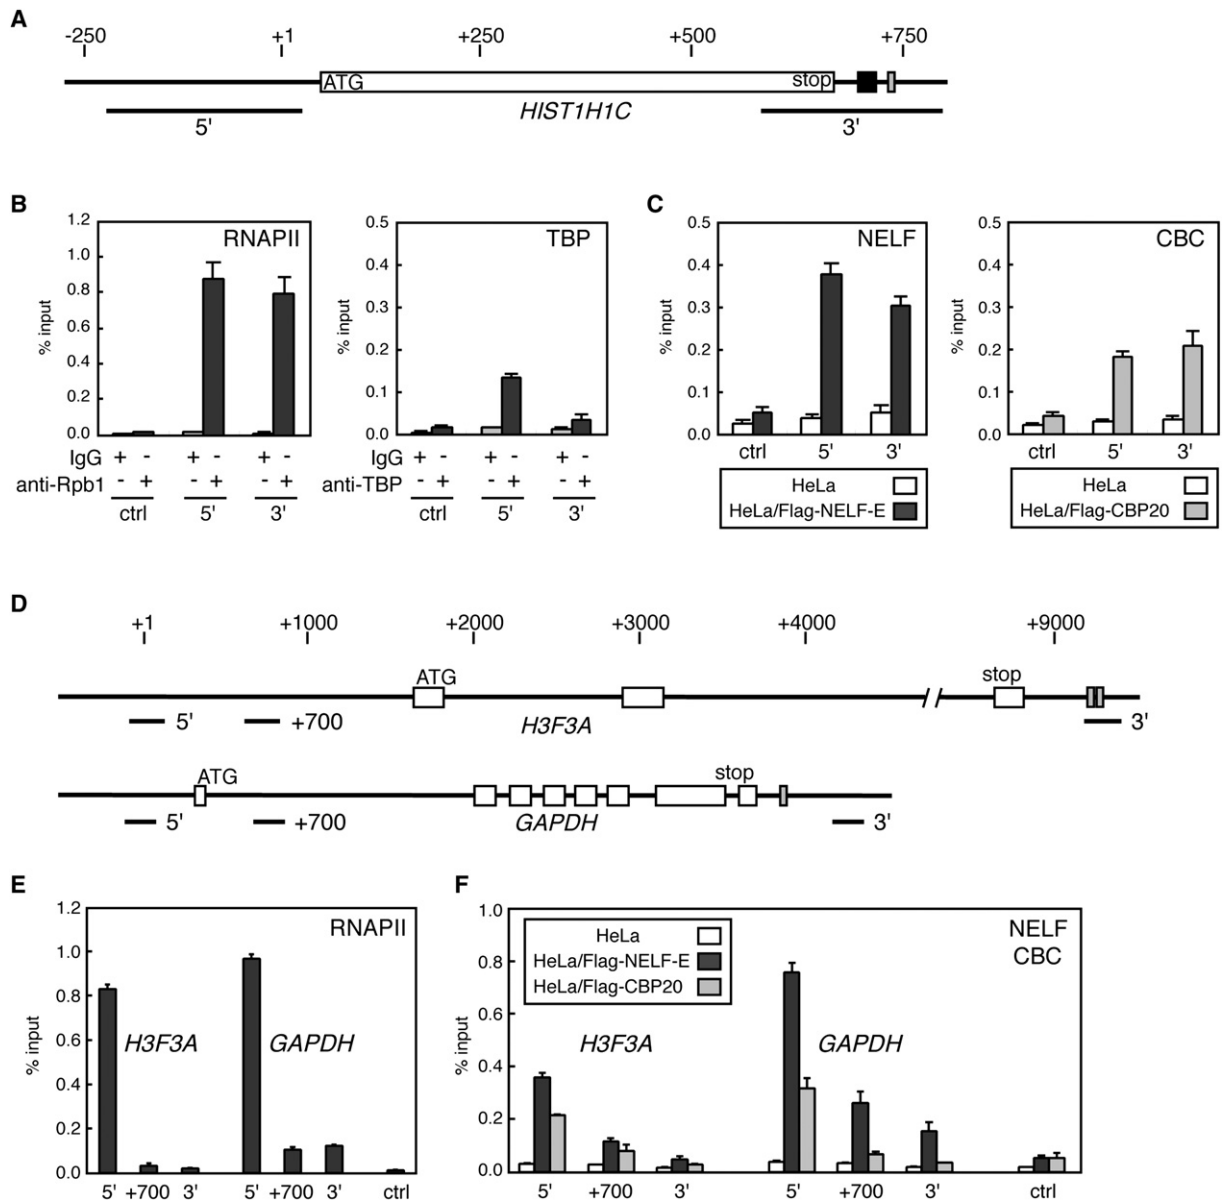 A
-250 +1 +250 +500 +750
ATG stop
HIST1H1C
5' 3'
B
1.2
1.0
0.8
0.6
0.4
0.2
0.0
% input
RNAPII
IgG + - + - + -
anti-Rpb1 - + - + - +
ctrl 5' 3'
0.5
0.4
0.3
0.2
0.1
0.0
% input
TBP
IgG + - + - + -
anti-TBP - + - + - +
ctrl 5' 3'
C
0.5
0.4
0.3
0.2
0.1
0.0
% input
NELF
ctrl 5' 3'
HeLa
HeLa/Flag-NELF-E
0.5
0.4
0.3
0.2
0.1
0.0
% input
CBC
ctrl 5' 3'
HeLa
HeLa/Flag-CBP20
D
+1 +1000 +2000 +3000 +4000 +9000
ATG stop
5' +700 H3F3A 3'
ATG stop
5' +700 GAPDH 3'
E
1.2
1.0
0.8
0.6
0.4
0.2
0.0
% input
RNAPII
H3F3A GAPDH
5' +700 3' 5' +700 3' ctrl
F
1.0
0.8
0.6
0.4
0.2
0.0
% input
HeLa
HeLa/Flag-NELF-E
HeLa/Flag-CBP20
NELF
CBC
H3F3A GAPDH
5' +700 3' 5' +700 3' ctrl